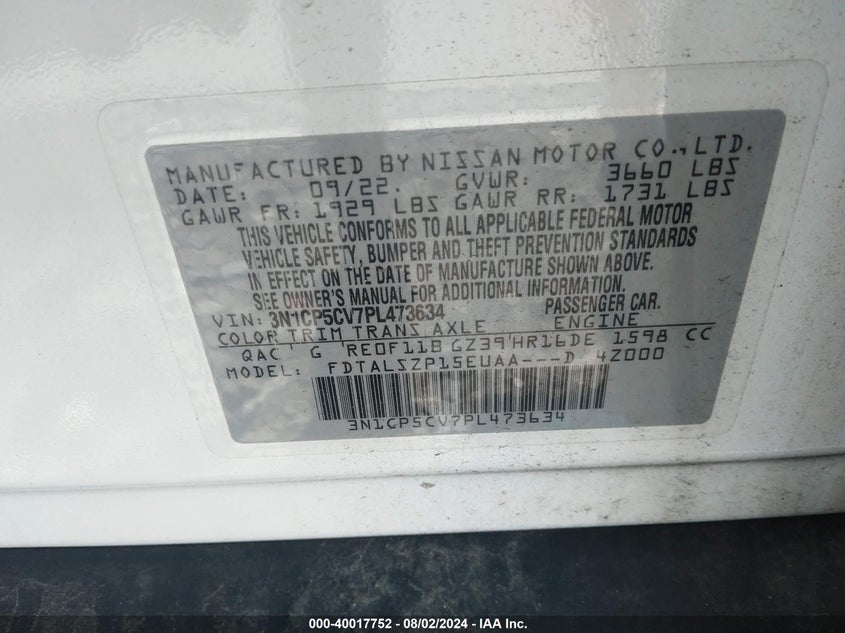 MANUFACTURED BY NISSAN MOTOR CO., LTD.
DATE: 09/22. GVWR: 3660 LBS
GAWR FR: 1929 LBS GAWR RR: 1731 LBS
THIS VEHICLE CONFORMS TO ALL APPLICABLE FEDERAL MOTOR
VEHICLE SAFETY, BUMPER AND THEFT PREVENTION STANDARDS
IN EFFECT ON THE DATE OF MANUFACTURE SHOWN ABOVE.
SEE OWNER'S MANUAL FOR ADDITIONAL INFORMATION.
VIN: 3N1CP5CV7PL473634 PASSENGER CAR.
COLOR TRIM TRANS AXLE ENGINE
QAC G RE0F11B GZ39 HR16DE 1598 CC
MODEL: FDTALSZP15EUAA---D 4Z000
3N1CP5CV7PL473634
000-40017752 — 08/02/2024 — IAA Inc.